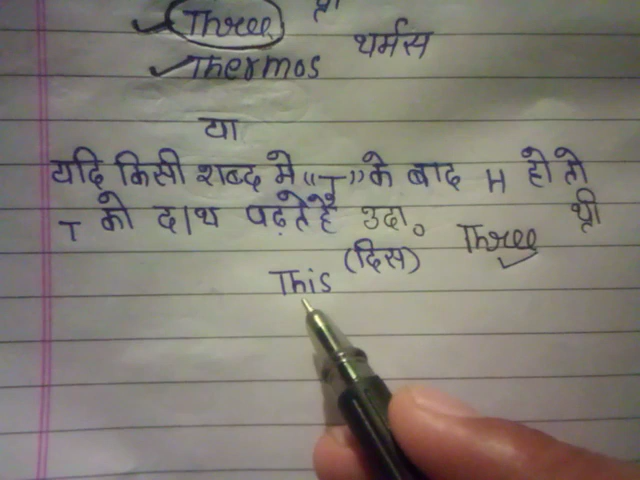 Three थ्री
Thermos थर्मस
या
यदि किसी शब्द मे "T" के बाद H हो तो
T को द/थ पढ़ते है उदा० Three थ्री
This (दिस)